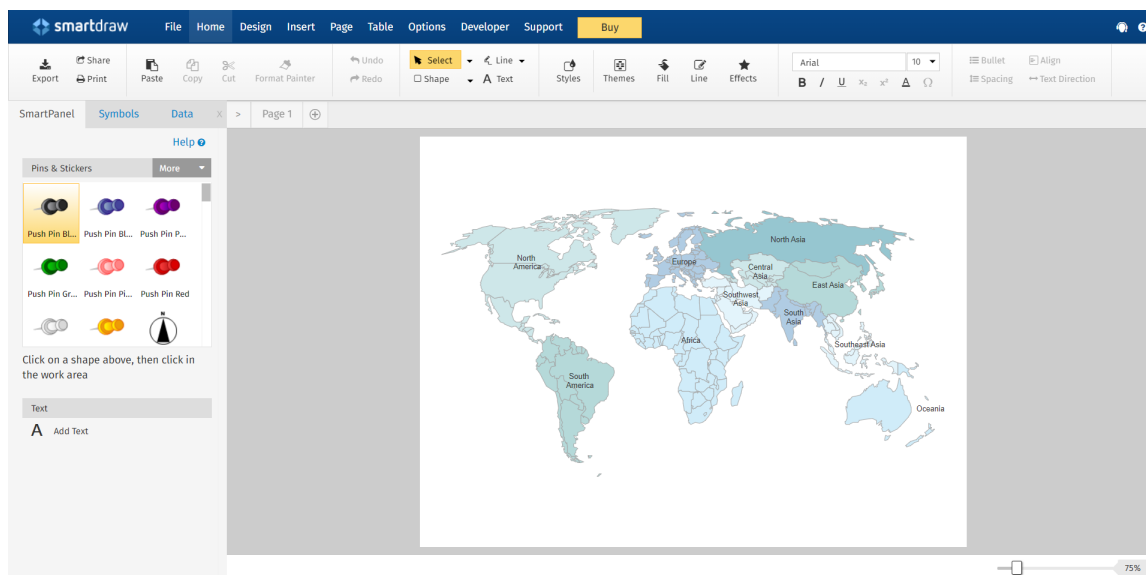 smartdraw File Home Design Insert Page Table Options Developer Support Buy
Share Undo Select Line Arial 10 Bullet Align
Export Print Paste Copy Cut Format Painter Redo Shape A Text Styles Themes Fill Line Effects B I U x₂ x² A Ω Spacing Text Direction
SmartPanel Symbols Data X > Page 1
Help
Pins & Stickers More
Push Pin Bl... Push Pin Bl... Push Pin P...
Push Pin Gr... Push Pin Pi... Push Pin Red
N
Click on a shape above, then click in
the work area
Text
A Add Text
North Asia
North
America
Europe
Central
Asia
East Asia
Southwest
Asia
South
Asia
Africa
Southeast Asia
South
America
Oceania
75%